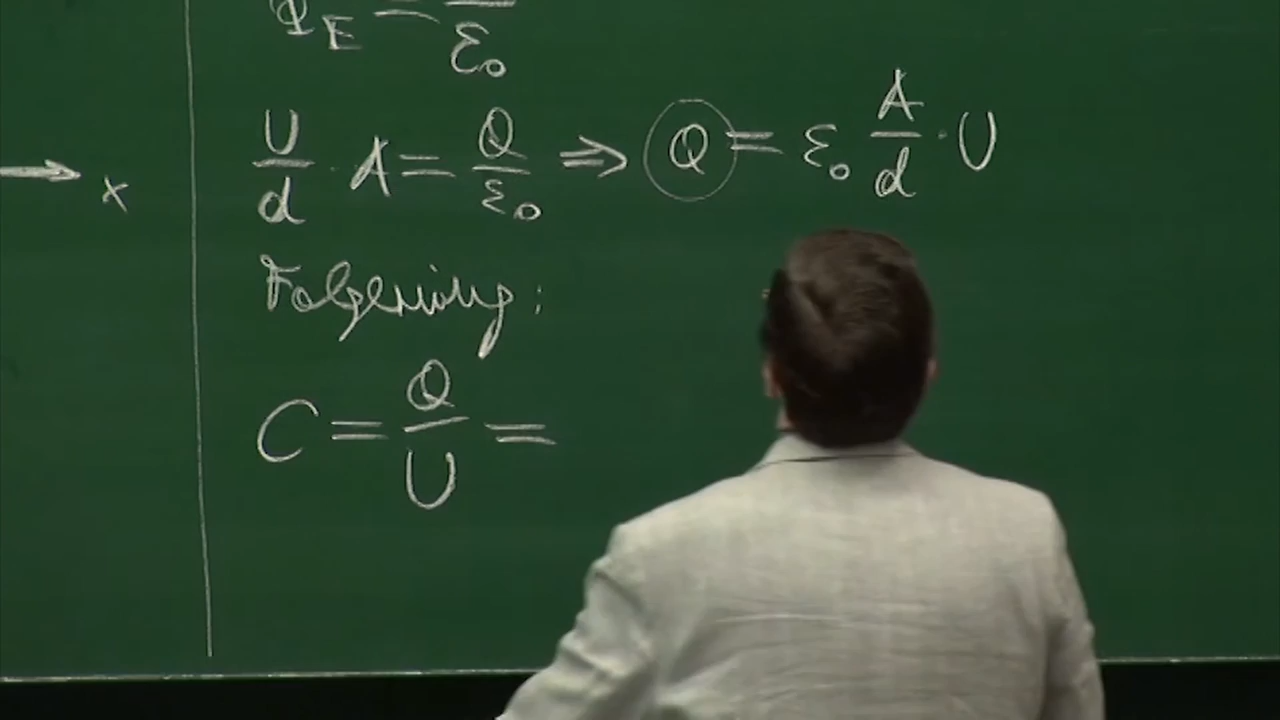 Φ_E = ― / ε₀
U/d · A = Q/ε₀ ⇒ Q = ε₀ A/d · U
x
Folgerung:
C = Q/U =